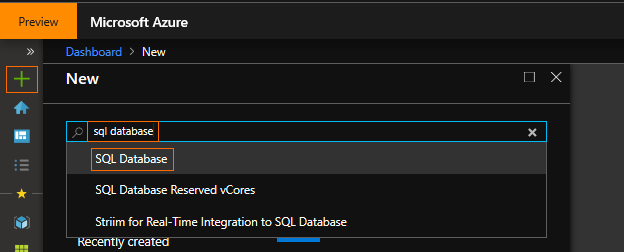 Preview
Microsoft Azure
Dashboard > New
New
sql database
SQL Database
SQL Database Reserved vCores
Striim for Real-Time Integration to SQL Database
Recently created